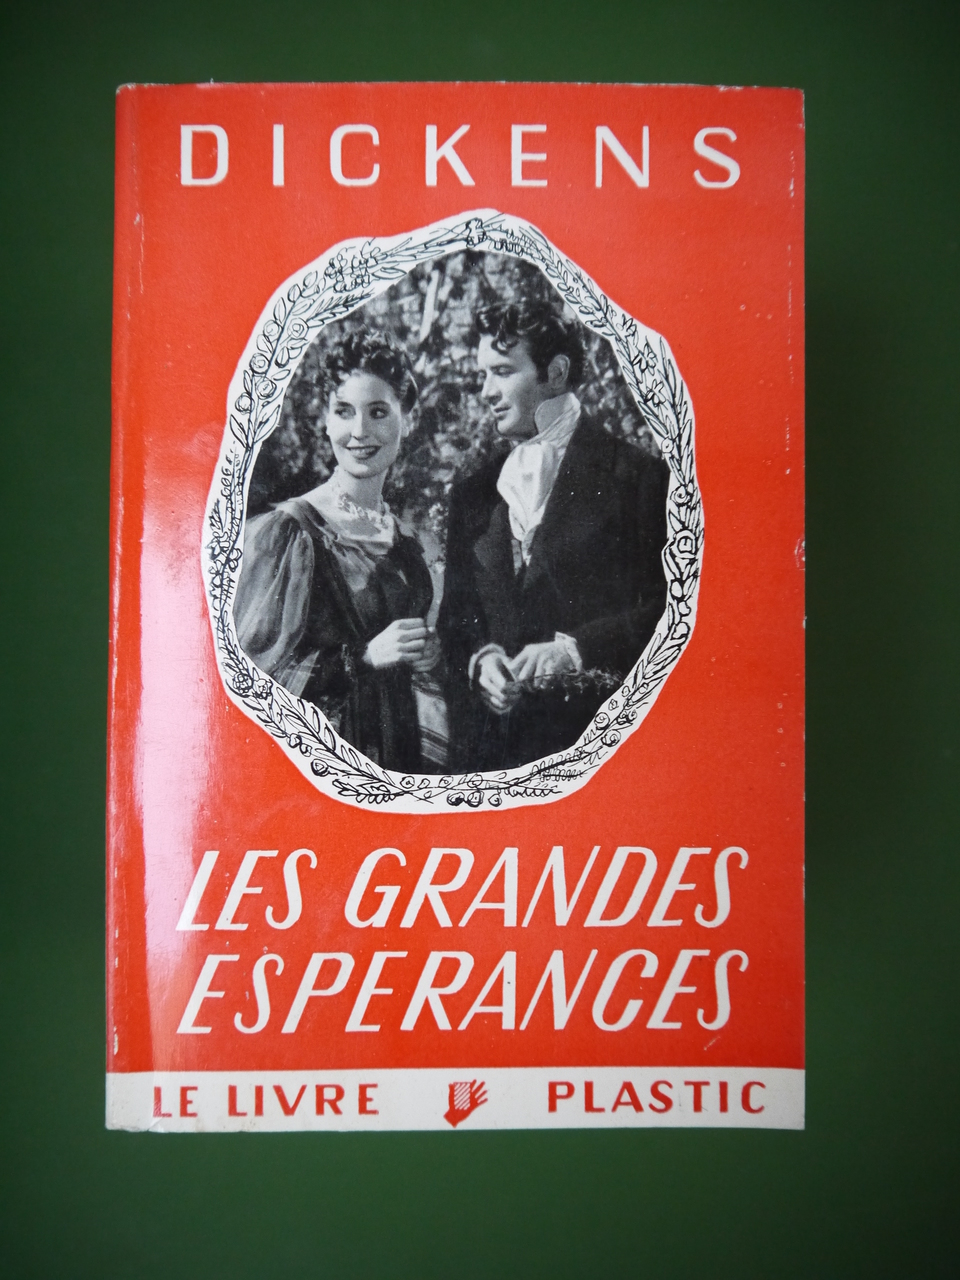 DICKENS
LES GRANDES
ESPERANCES
LE LIVRE PLASTIC